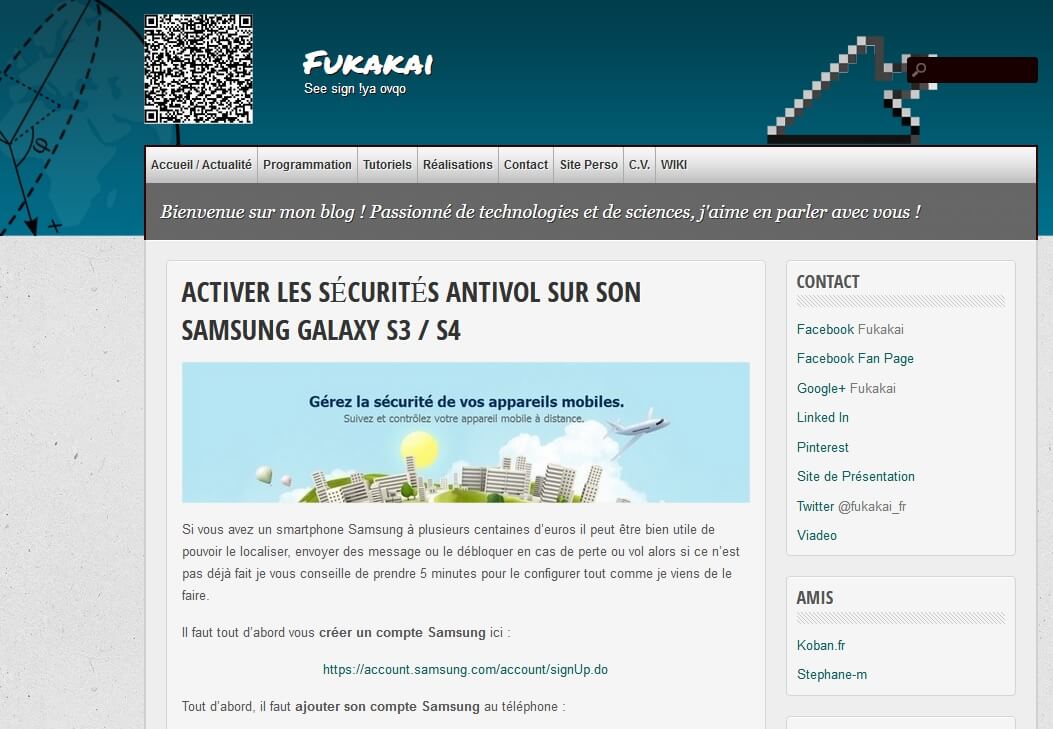 Fukakai
See sign !ya ovqo
Accueil / Actualité Programmation Tutoriels Réalisations Contact Site Perso C.V. WIKI
Bienvenue sur mon blog ! Passionné de technologies et de sciences, j'aime en parler avec vous !
ACTIVER LES SÉCURITÉS ANTIVOL SUR SON
SAMSUNG GALAXY S3 / S4
Gérez la sécurité de vos appareils mobiles.
Suivez et contrôlez votre appareil mobile à distance.
Si vous avez un smartphone Samsung à plusieurs centaines d'euros il peut être bien utile de
pouvoir le localiser, envoyer des message ou le débloquer en cas de perte ou vol alors si ce n'est
pas déjà fait je vous conseille de prendre 5 minutes pour le configurer tout comme je viens de le
faire.
Il faut tout d'abord vous créer un compte Samsung ici :
https://account.samsung.com/account/signUp.do
Tout d'abord, il faut ajouter son compte Samsung au téléphone :
CONTACT
Facebook Fukakai
Facebook Fan Page
Google+ Fukakai
Linked In
Pinterest
Site de Présentation
Twitter @fukakai_fr
Viadeo
AMIS
Koban.fr
Stephane-m